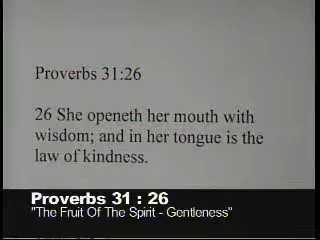 Proverbs 31:26
26 She openeth her mouth with
wisdom; and in her tongue is the
law of kindness.
Proverbs 31 : 26
"The Fruit Of The Spirit - Gentleness"